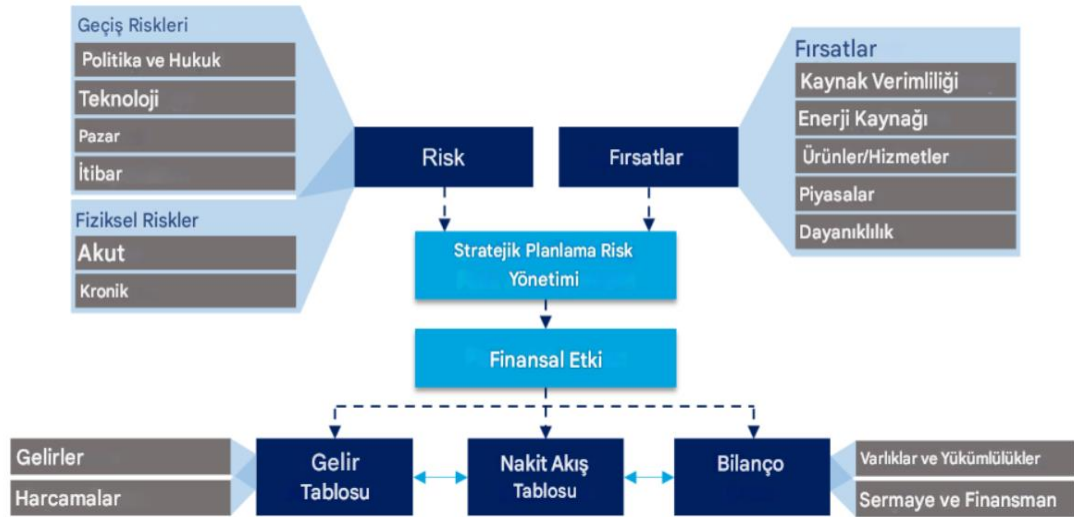 Geçiş Riskleri
Politika ve Hukuk
Teknoloji
Pazar
İtibar
Fiziksel Riskler
Akut
Kronik
Risk
Fırsatlar
Fırsatlar
Kaynak Verimliliği
Enerji Kaynağı
Ürünler/Hizmetler
Piyasalar
Dayanıklılık
Stratejik Planlama Risk
Yönetimi
Finansal Etki
Gelirler
Harcamalar
Gelir
Tablosu
Nakit Akış
Tablosu
Bilanço
Varlıklar ve Yükümlülükler
Sermaye ve Finansman